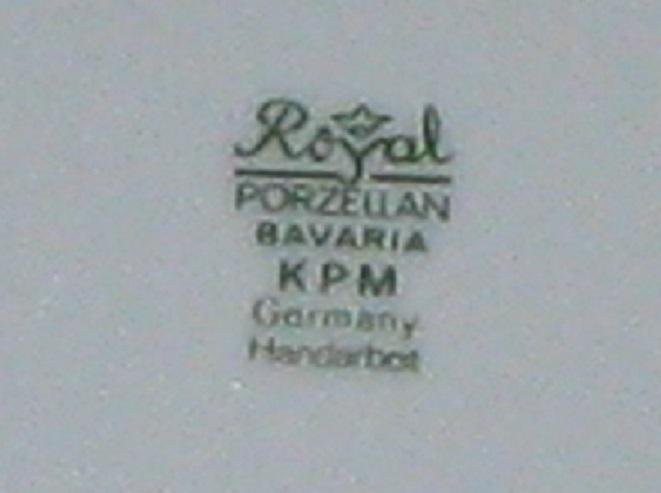 Royal
PORZELLAN
BAVARIA
KPM
Germany
Handarbeit